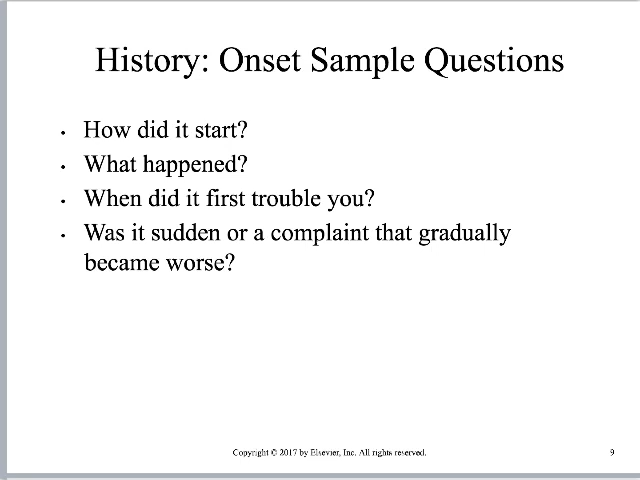 History: Onset Sample Questions
• How did it start?
• What happened?
• When did it first trouble you?
• Was it sudden or a complaint that gradually
became worse?
Copyright © 2017 by Elsevier, Inc. All rights reserved.
9